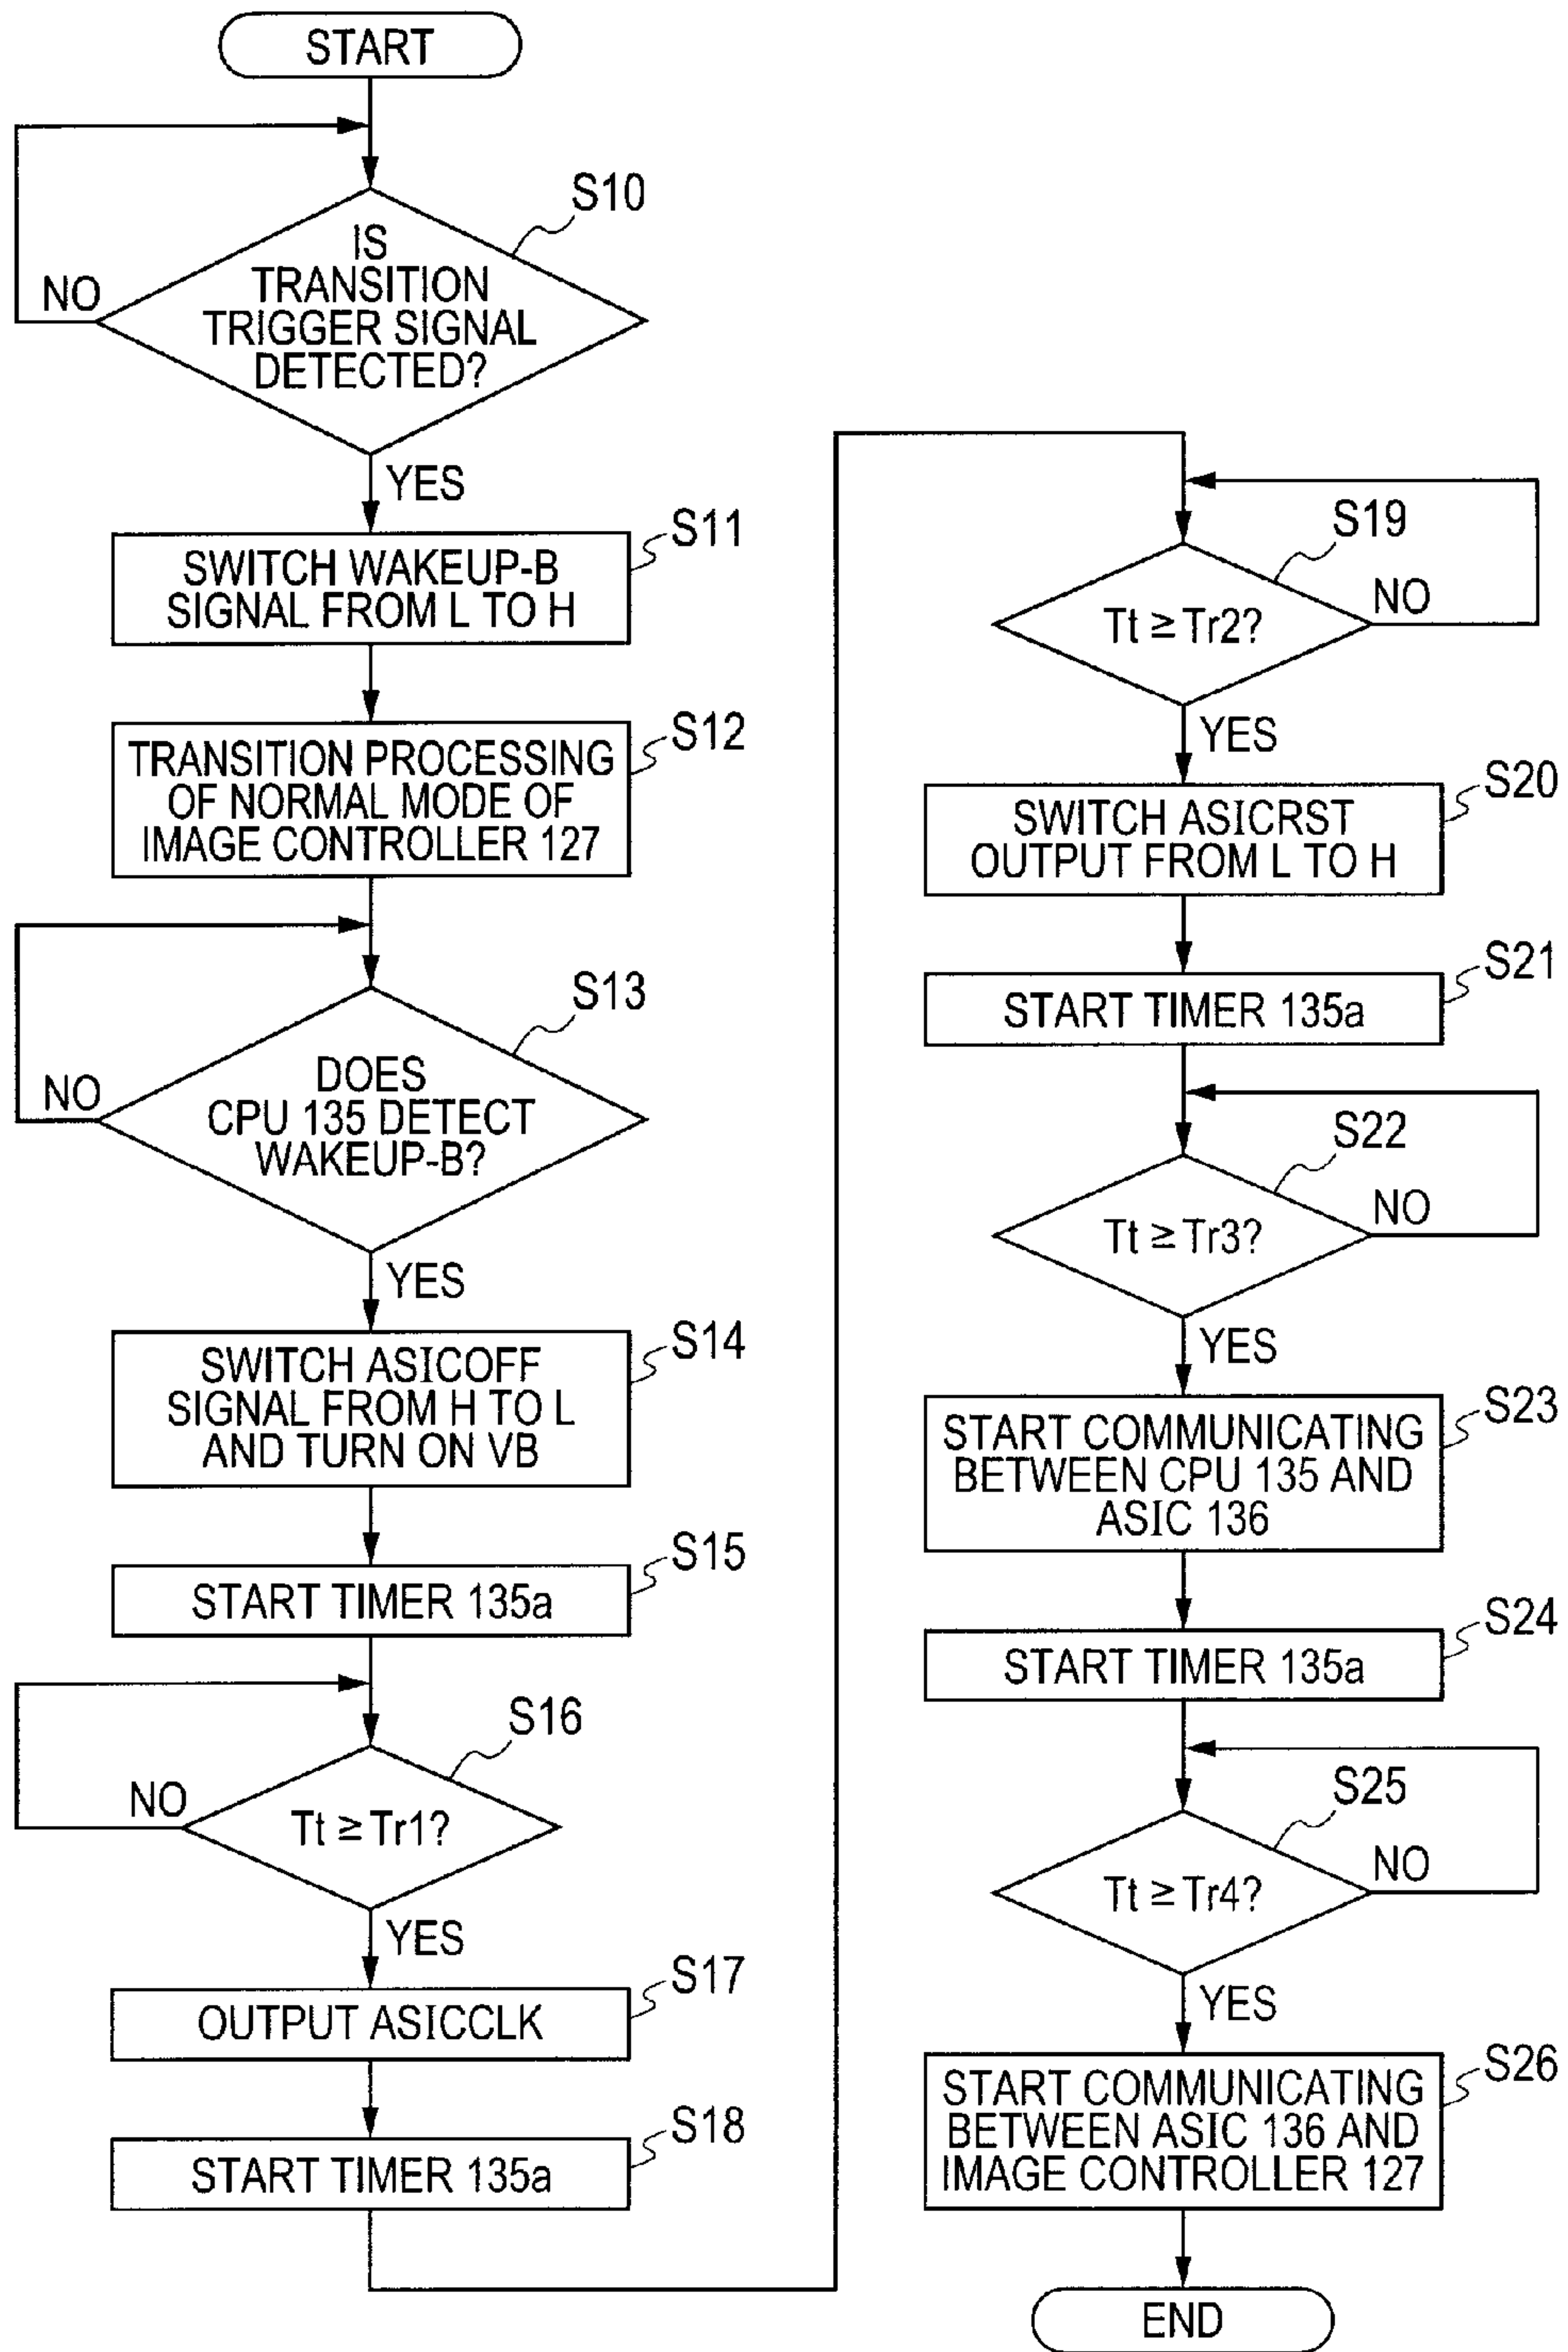 START
S10
IS
TRANSITION
TRIGGER SIGNAL
DETECTED?
NO
YES
S11
SWITCH WAKEUP-B
SIGNAL FROM L TO H
S12
TRANSITION PROCESSING
OF NORMAL MODE OF
IMAGE CONTROLLER 127
S13
DOES
CPU 135 DETECT
WAKEUP-B?
NO
YES
S14
SWITCH ASICOFF
SIGNAL FROM H TO L
AND TURN ON VB
S15
START TIMER 135a
S16
Tt ≥ Tr1?
NO
YES
S17
OUTPUT ASICCLK
S18
START TIMER 135a
S19
Tt ≥ Tr2?
NO
YES
S20
SWITCH ASICRST
OUTPUT FROM L TO H
S21
START TIMER 135a
S22
Tt ≥ Tr3?
NO
YES
S23
START COMMUNICATING
BETWEEN CPU 135 AND
ASIC 136
S24
START TIMER 135a
S25
Tt ≥ Tr4?
NO
YES
S26
START COMMUNICATING
BETWEEN ASIC 136 AND
IMAGE CONTROLLER 127
END